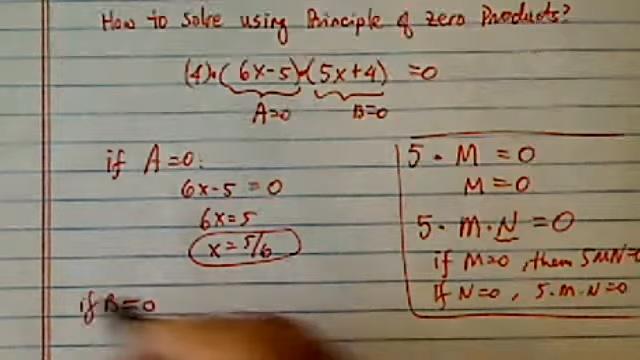 How to solve using Principle of zero Products?
(4)·(6x-5)·(5x+4) =0
A=0 B=0
if A=0:
6x-5 =0
6x=5
x=5/6
if B=0
5·M =0
M=0
5·M·N=0
if M=0, then 5MN=0
If N=0, 5·M·N=0